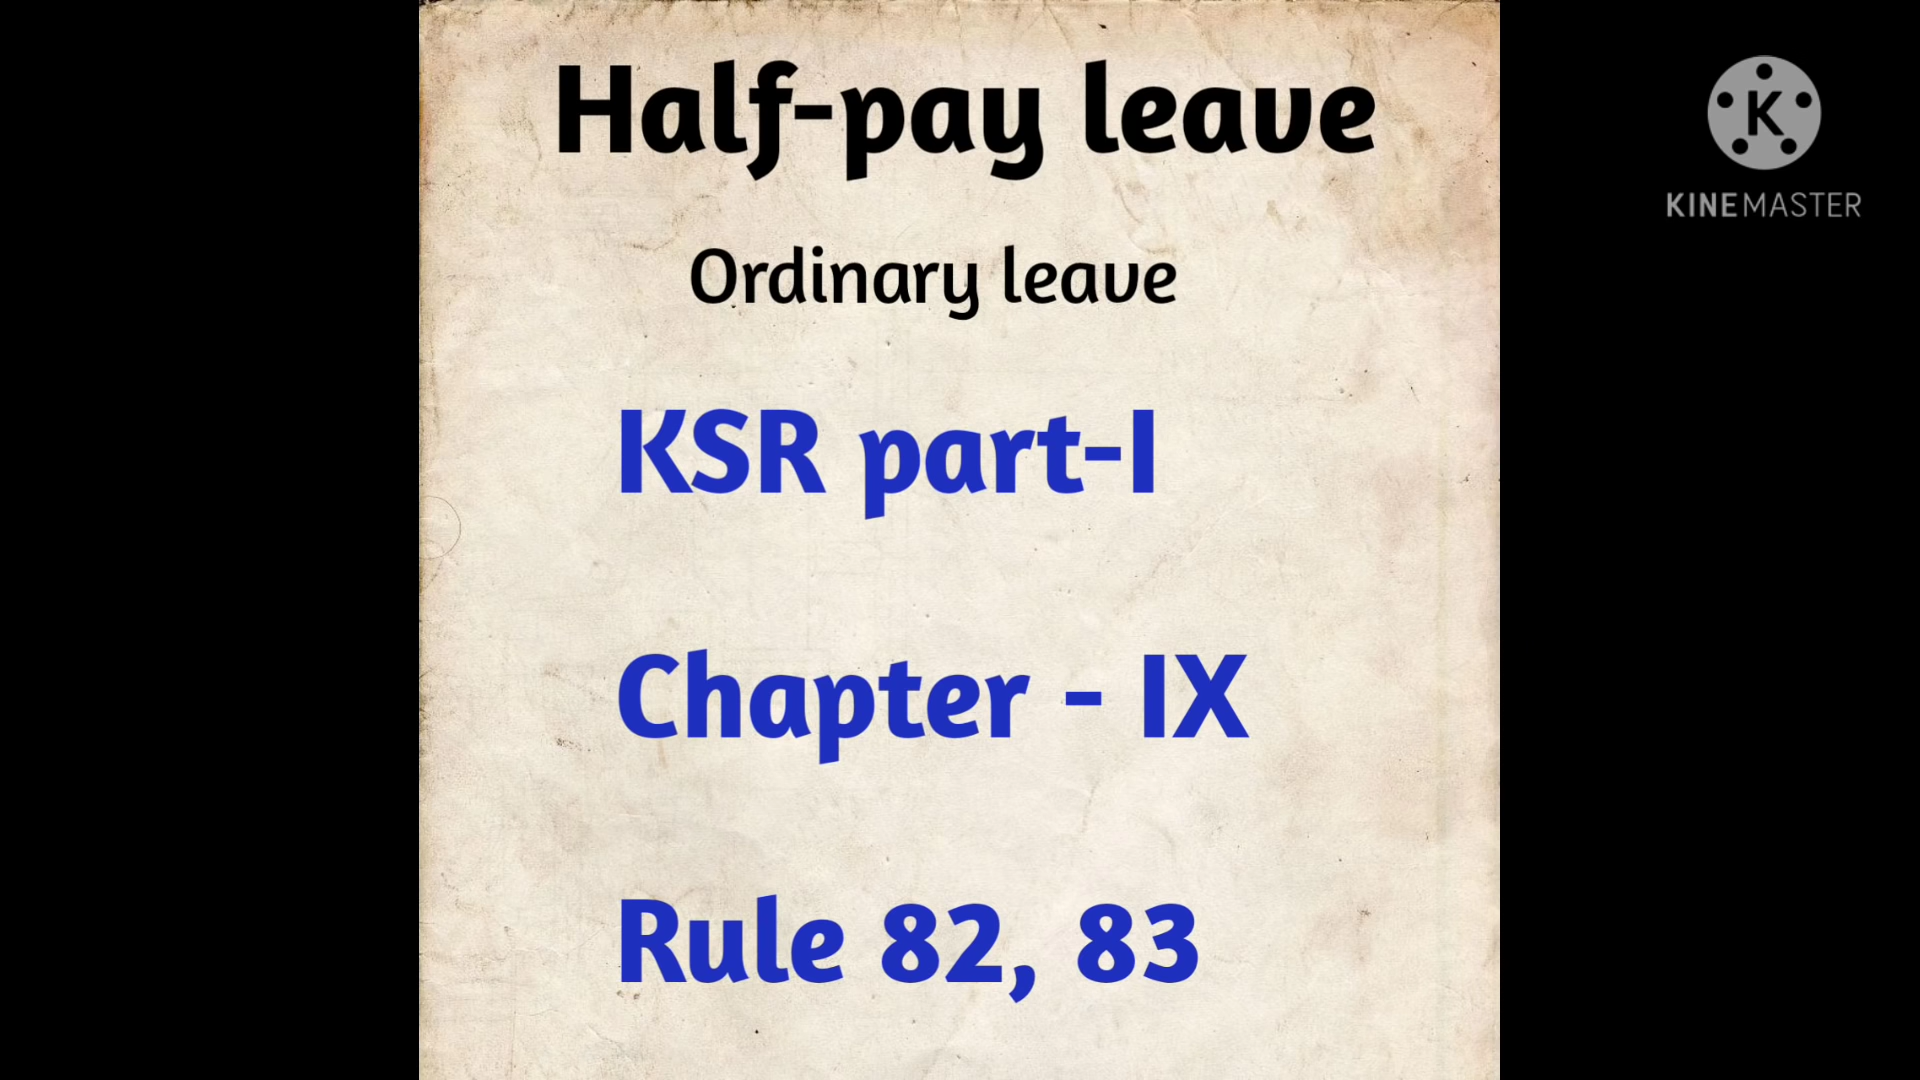 Half-pay leave
Ordinary leave
KSR part-I
Chapter - IX
Rule 82, 83
K
KINEMASTER